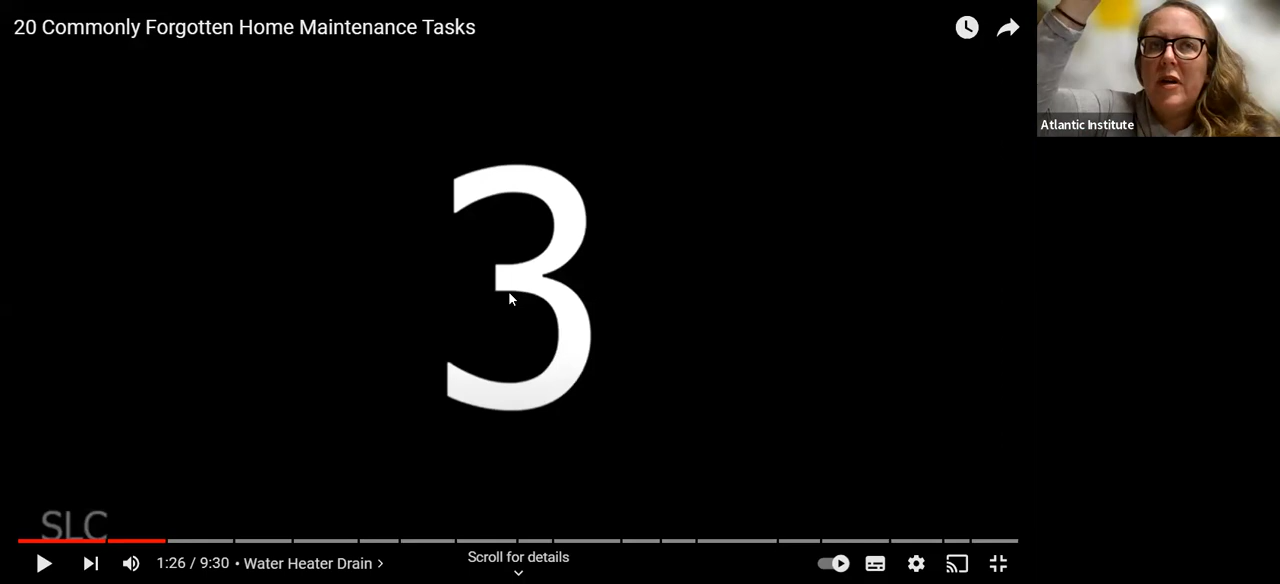 20 Commonly Forgotten Home Maintenance Tasks
Atlantic Institute
3
SLC
1:26 / 9:30 • Water Heater Drain ›
Scroll for details